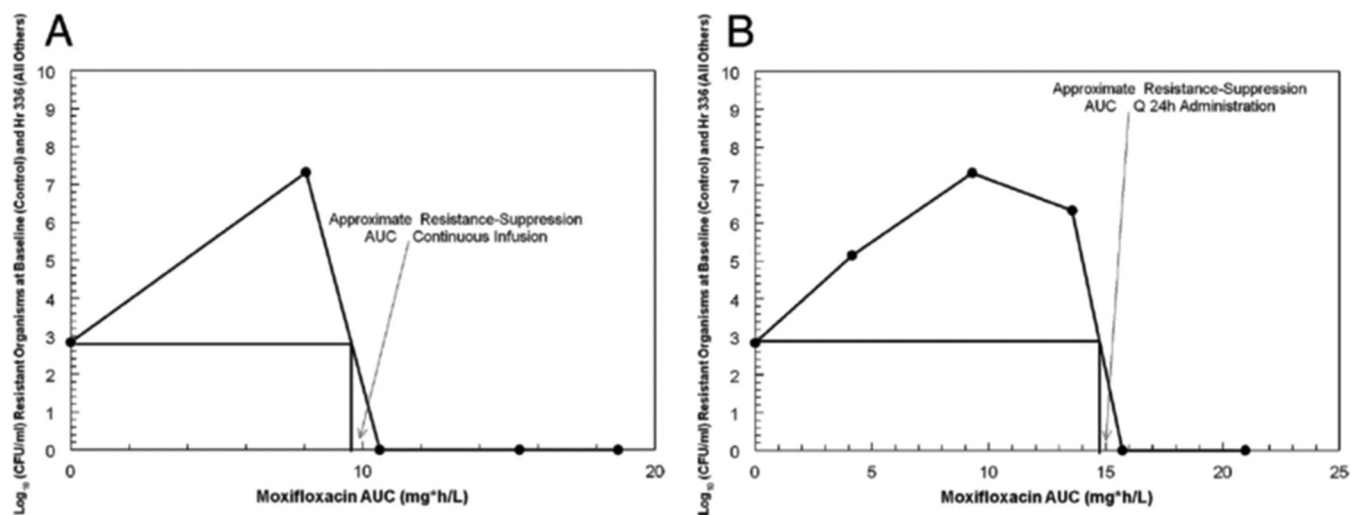 A
Log10 (CFU/ml) Resistant Organisms at Baseline (Control) and Hr 336 (All Others)
10
9
8
7
6
5
4
3
2
1
0
Approximate Resistance-Suppression
AUC Continuous Infusion
0 10 20
Moxifloxacin AUC (mg*h/L)
B
Log10 (CFU/ml) Resistant Organisms at Baseline (Control) and Hr 336 (All Others)
10
9
8
7
6
5
4
3
2
1
0
Approximate Resistance-Suppression
AUC Q 24h Administration
0 5 10 15 20 25
Moxifloxacin AUC (mg*h/L)